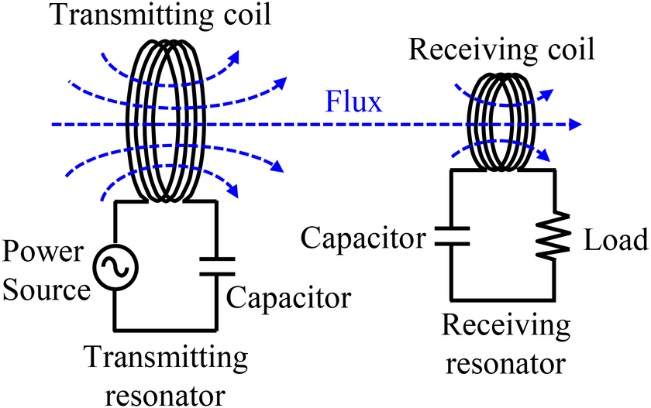 Transmitting coil
Receiving coil
Flux
Power
Source
Capacitor
Capacitor
Load
Transmitting
resonator
Receiving
resonator